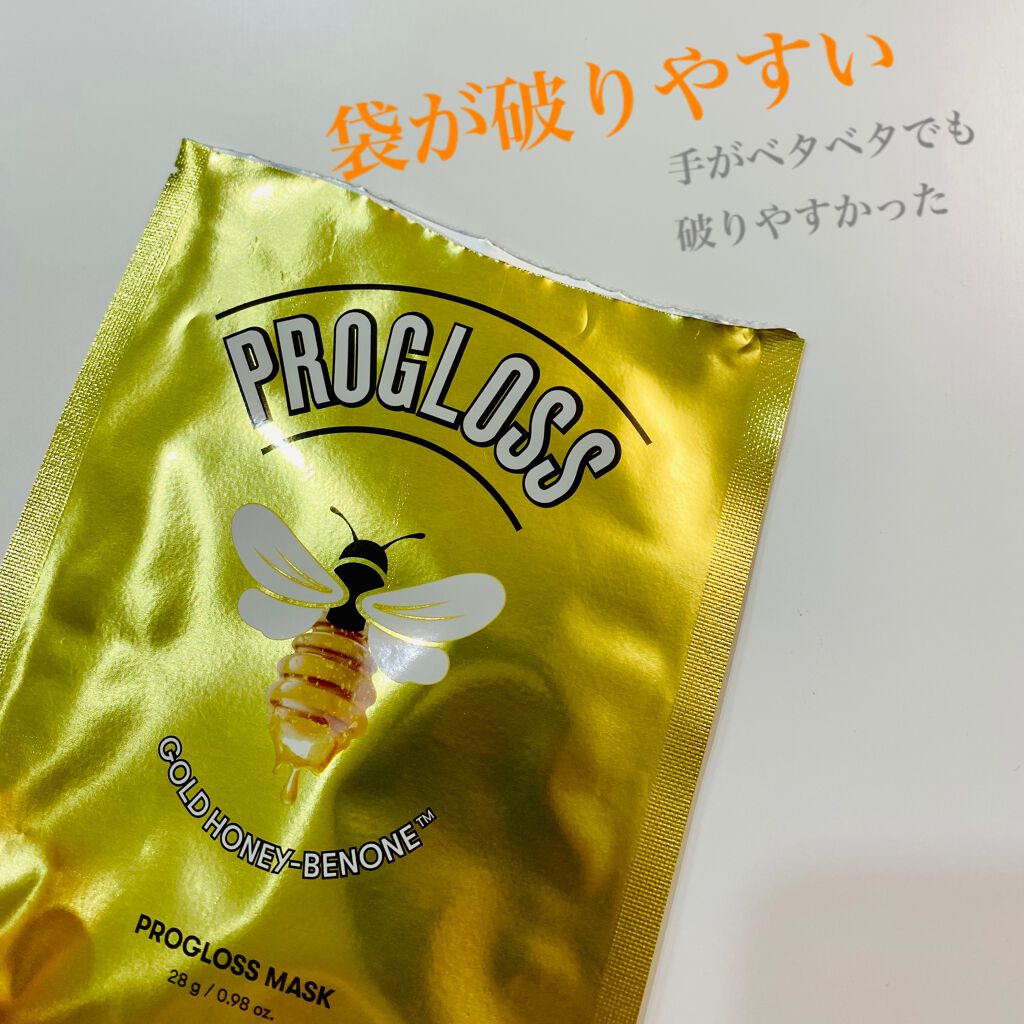 袋が破りやすい
手がベタベタでも
破りやすかった
PROGLOSS
GOLD HONEY-BENONE™
PROGLOSS MASK
28 g / 0.98 oz.